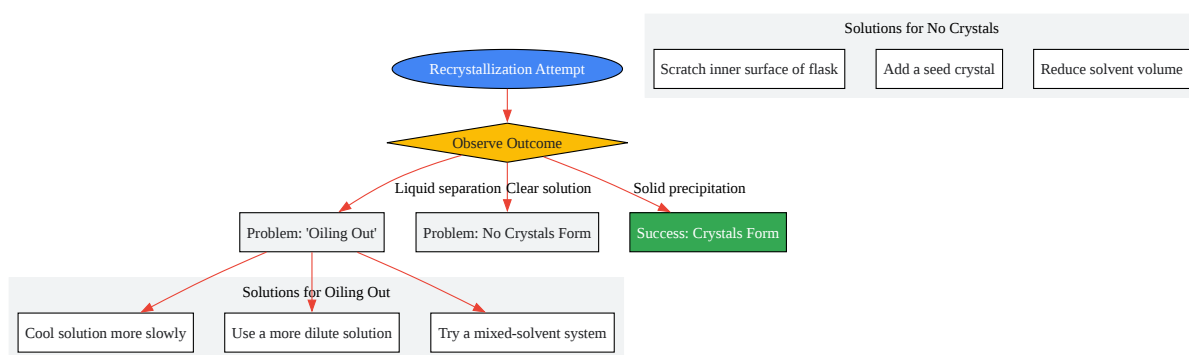 Solutions for No Crystals
Recrystallization Attempt
Scratch inner surface of flask
Add a seed crystal
Reduce solvent volume
Observe Outcome
Liquid separation
Clear solution
Solid precipitation
Problem: 'Oiling Out'
Problem: No Crystals Form
Success: Crystals Form
Solutions for Oiling Out
Cool solution more slowly
Use a more dilute solution
Try a mixed-solvent system